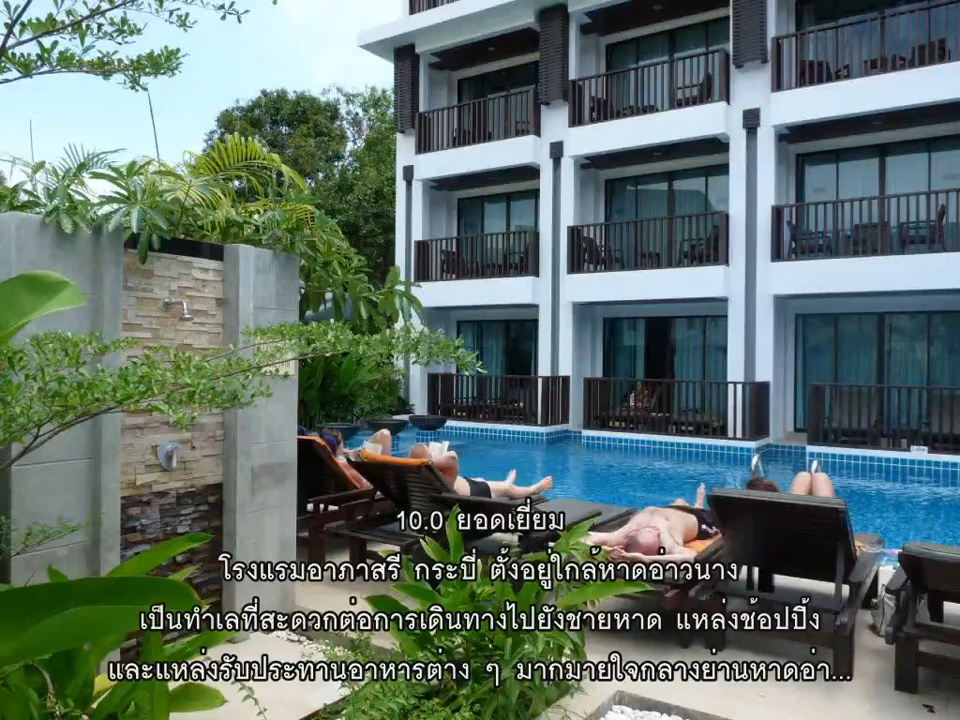 10.0 ยอดเยี่ยม
โรงแรมอาภาสรี กระบี่ ตั้งอยู่ใกล้หาดอ่าวนาง
เป็นทำเลที่สะดวกต่อการเดินทางไปยังชายหาด แหล่งช้อปปิ้ง
และแหล่งรับประทานอาหารต่าง ๆ มากมายใจกลางย่านหาดอ่า...